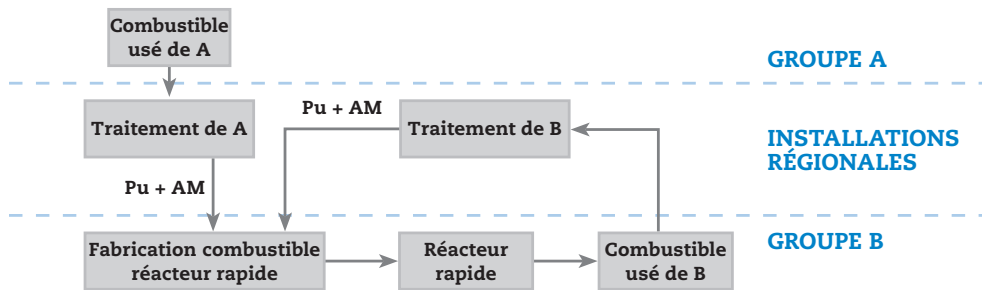 Combustible
usé de A
GROUPE A
Pu + AM
Traitement de A
Traitement de B
INSTALLATIONS
RÉGIONALES
Pu + AM
GROUPE B
Fabrication combustible
réacteur rapide
Réacteur
rapide
Combustible
usé de B